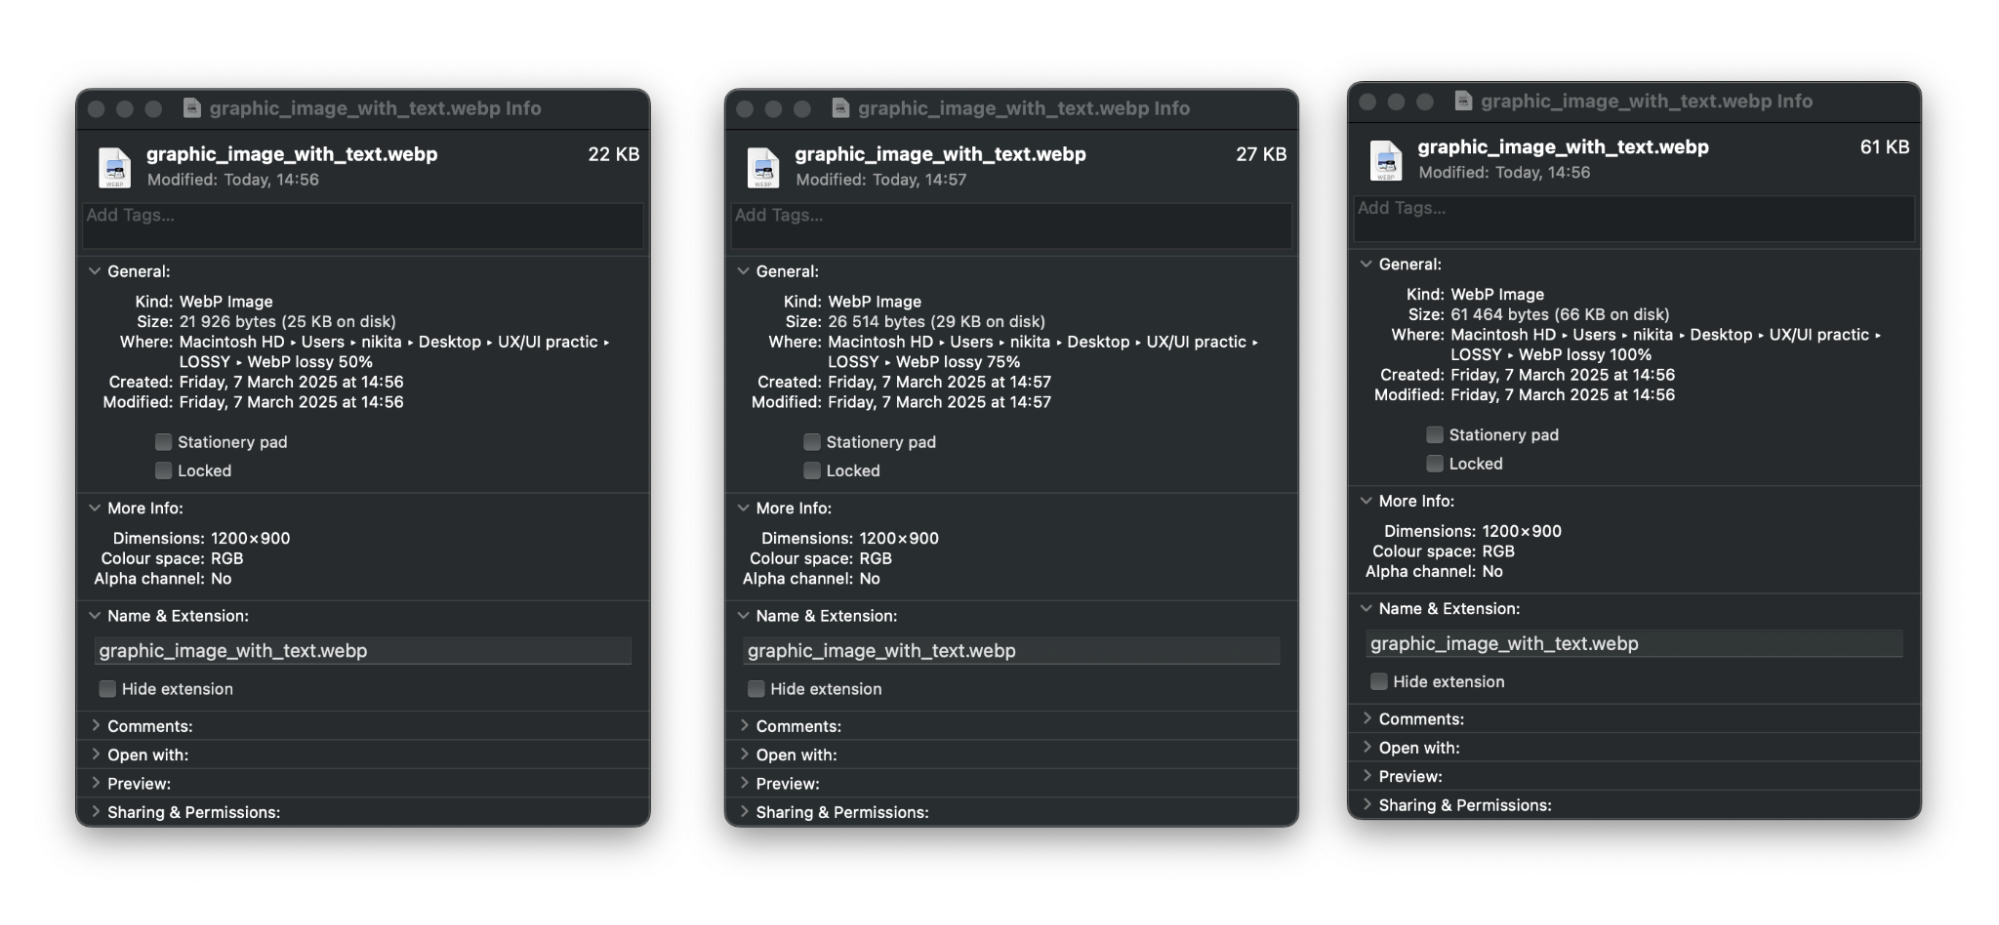 graphic_image_with_text.webp Info
graphic_image_with_text.webp 22 KB
Modified: Today, 14:56
WEBP
Add Tags...
General:
Kind: WebP Image
Size: 21 926 bytes (25 KB on disk)
Where: Macintosh HD ▸ Users ▸ nikita ▸ Desktop ▸ UX/UI practic ▸
LOSSY ▸ WebP lossy 50%
Created: Friday, 7 March 2025 at 14:56
Modified: Friday, 7 March 2025 at 14:56
Stationery pad
Locked
More Info:
Dimensions: 1200×900
Colour space: RGB
Alpha channel: No
Name & Extension:
graphic_image_with_text.webp
Hide extension
Comments:
Open with:
Preview:
Sharing & Permissions:
graphic_image_with_text.webp Info
graphic_image_with_text.webp 27 KB
Modified: Today, 14:57
WEBP
Add Tags...
General:
Kind: WebP Image
Size: 26 514 bytes (29 KB on disk)
Where: Macintosh HD ▸ Users ▸ nikita ▸ Desktop ▸ UX/UI practic ▸
LOSSY ▸ WebP lossy 75%
Created: Friday, 7 March 2025 at 14:57
Modified: Friday, 7 March 2025 at 14:57
Stationery pad
Locked
More Info:
Dimensions: 1200×900
Colour space: RGB
Alpha channel: No
Name & Extension:
graphic_image_with_text.webp
Hide extension
Comments:
Open with:
Preview:
Sharing & Permissions:
graphic_image_with_text.webp Info
graphic_image_with_text.webp 61 KB
Modified: Today, 14:56
WEBP
Add Tags...
General:
Kind: WebP Image
Size: 61 464 bytes (66 KB on disk)
Where: Macintosh HD ▸ Users ▸ nikita ▸ Desktop ▸ UX/UI practic ▸
LOSSY ▸ WebP lossy 100%
Created: Friday, 7 March 2025 at 14:56
Modified: Friday, 7 March 2025 at 14:56
Stationery pad
Locked
More Info:
Dimensions: 1200×900
Colour space: RGB
Alpha channel: No
Name & Extension:
graphic_image_with_text.webp
Hide extension
Comments:
Open with:
Preview:
Sharing & Permissions: